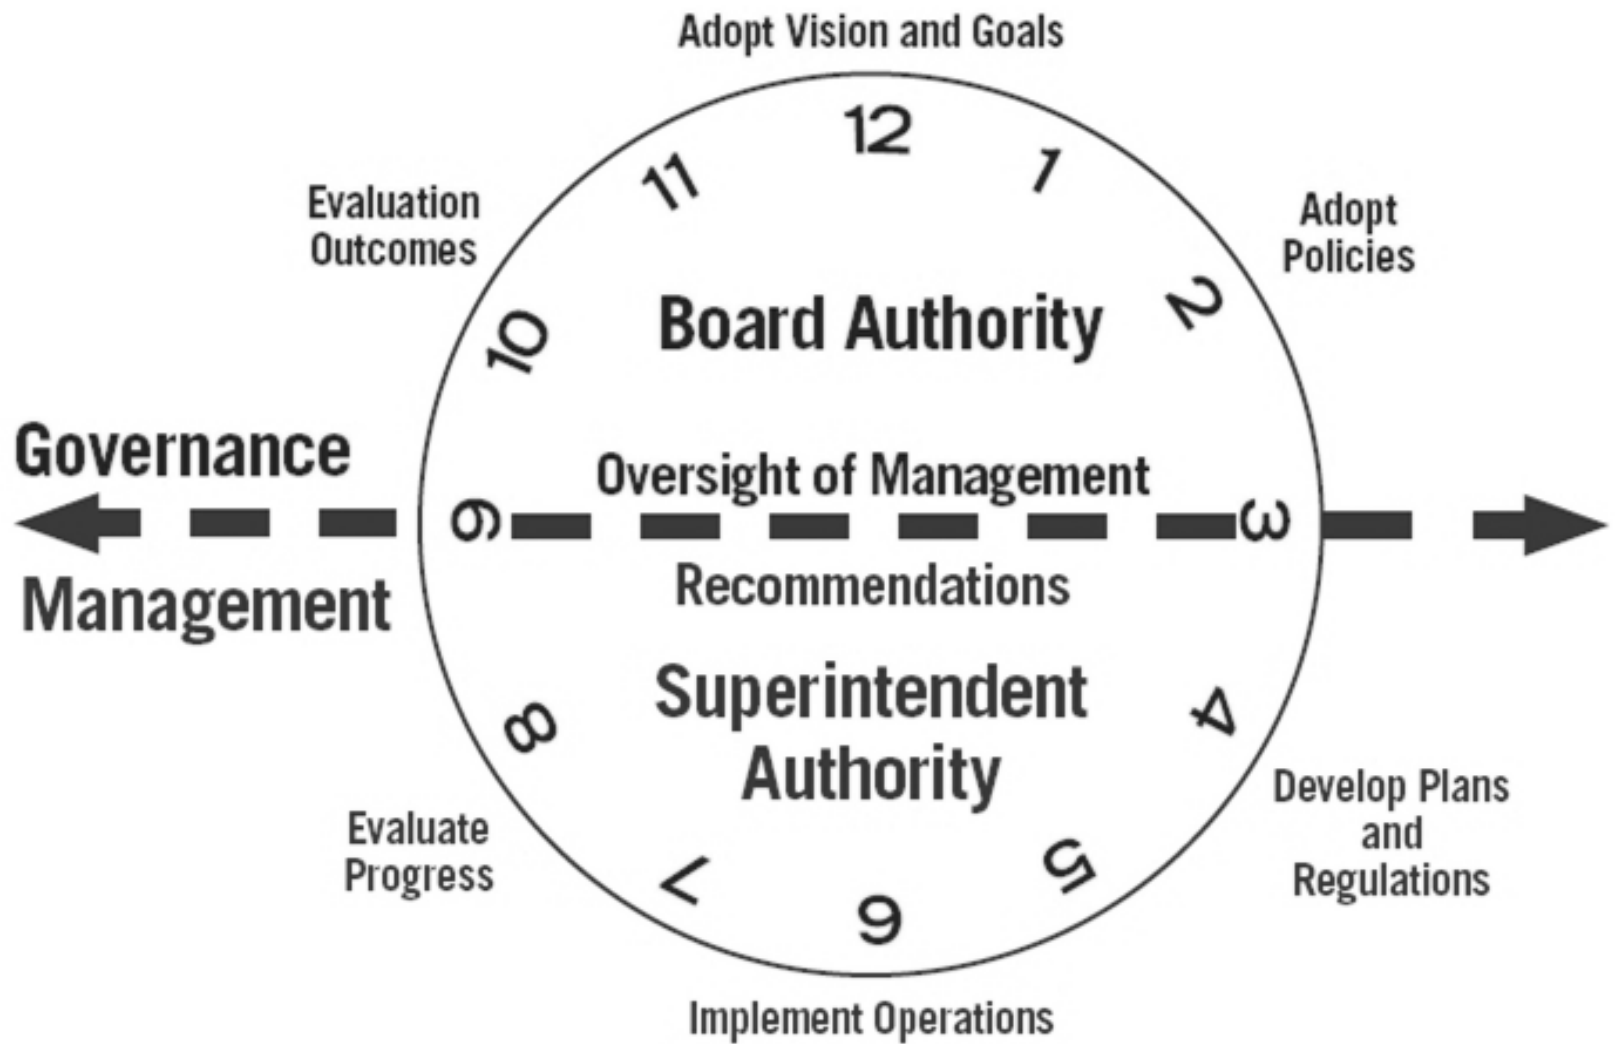 Adopt Vision and Goals
12
11
1
Evaluation
Outcomes
Adopt
Policies
10
2
Board Authority
Governance
Oversight of Management
9
3
Recommendations
Management
Superintendent
Authority
8
4
Evaluate
Progress
Develop Plans
and
Regulations
7
5
6
Implement Operations